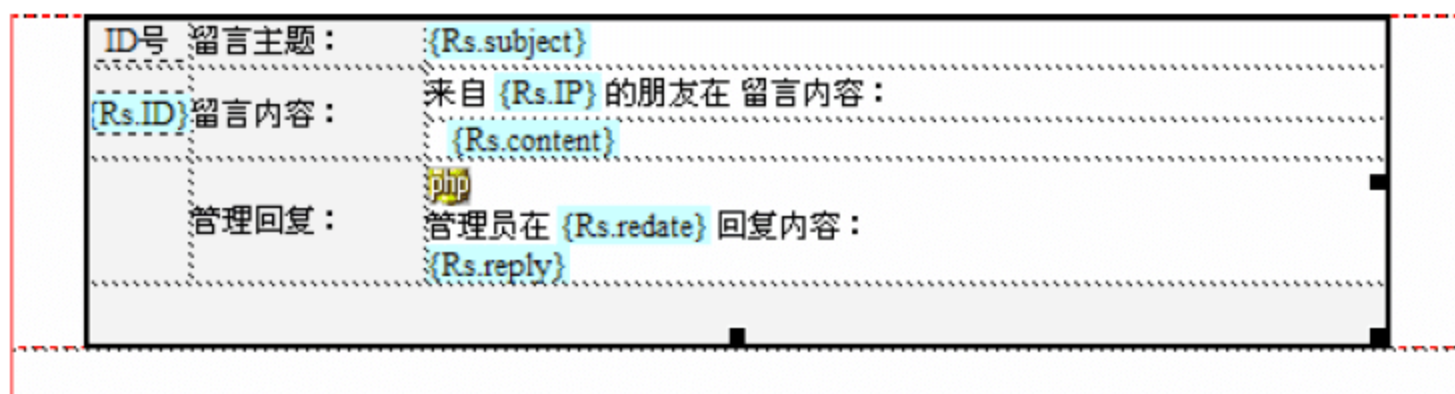 ID号 留言主题： {Rs.subject}
来自 {Rs.IP} 的朋友在 留言内容：
{Rs.ID} 留言内容：
{Rs.content}
php
管理回复： 管理员在 {Rs.redate} 回复内容：
{Rs.reply}